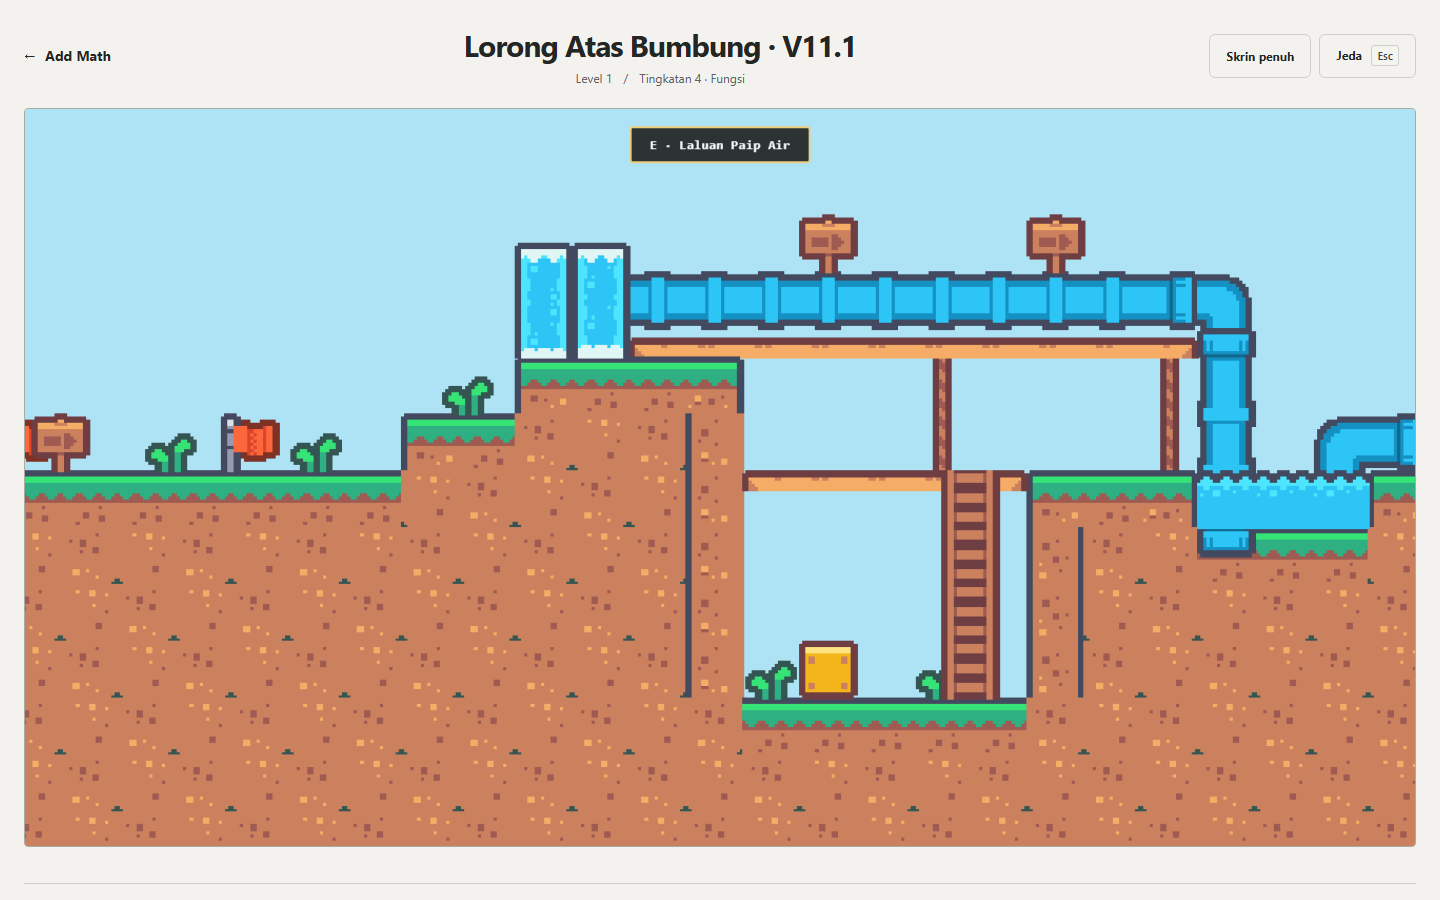 ← Add Math
Lorong Atas Bumbung · V11.1
Level 1 / Tingkatan 4 · Fungsi
Skrin penuh
Jeda Esc
E · Laluan Paip Air